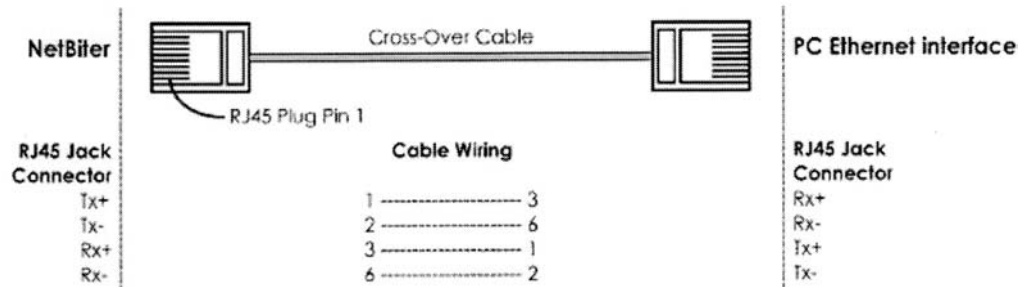 NetBiter
Cross-Over Cable
PC Ethernet interface
RJ45 Plug Pin 1
RJ45 Jack
Connector
Cable Wiring
RJ45 Jack
Connector
Tx+ 1 ---------------- 3 Rx+
Tx- 2 ---------------- 6 Rx-
Rx+ 3 ---------------- 1 Tx+
Rx- 6 ---------------- 2 Tx-